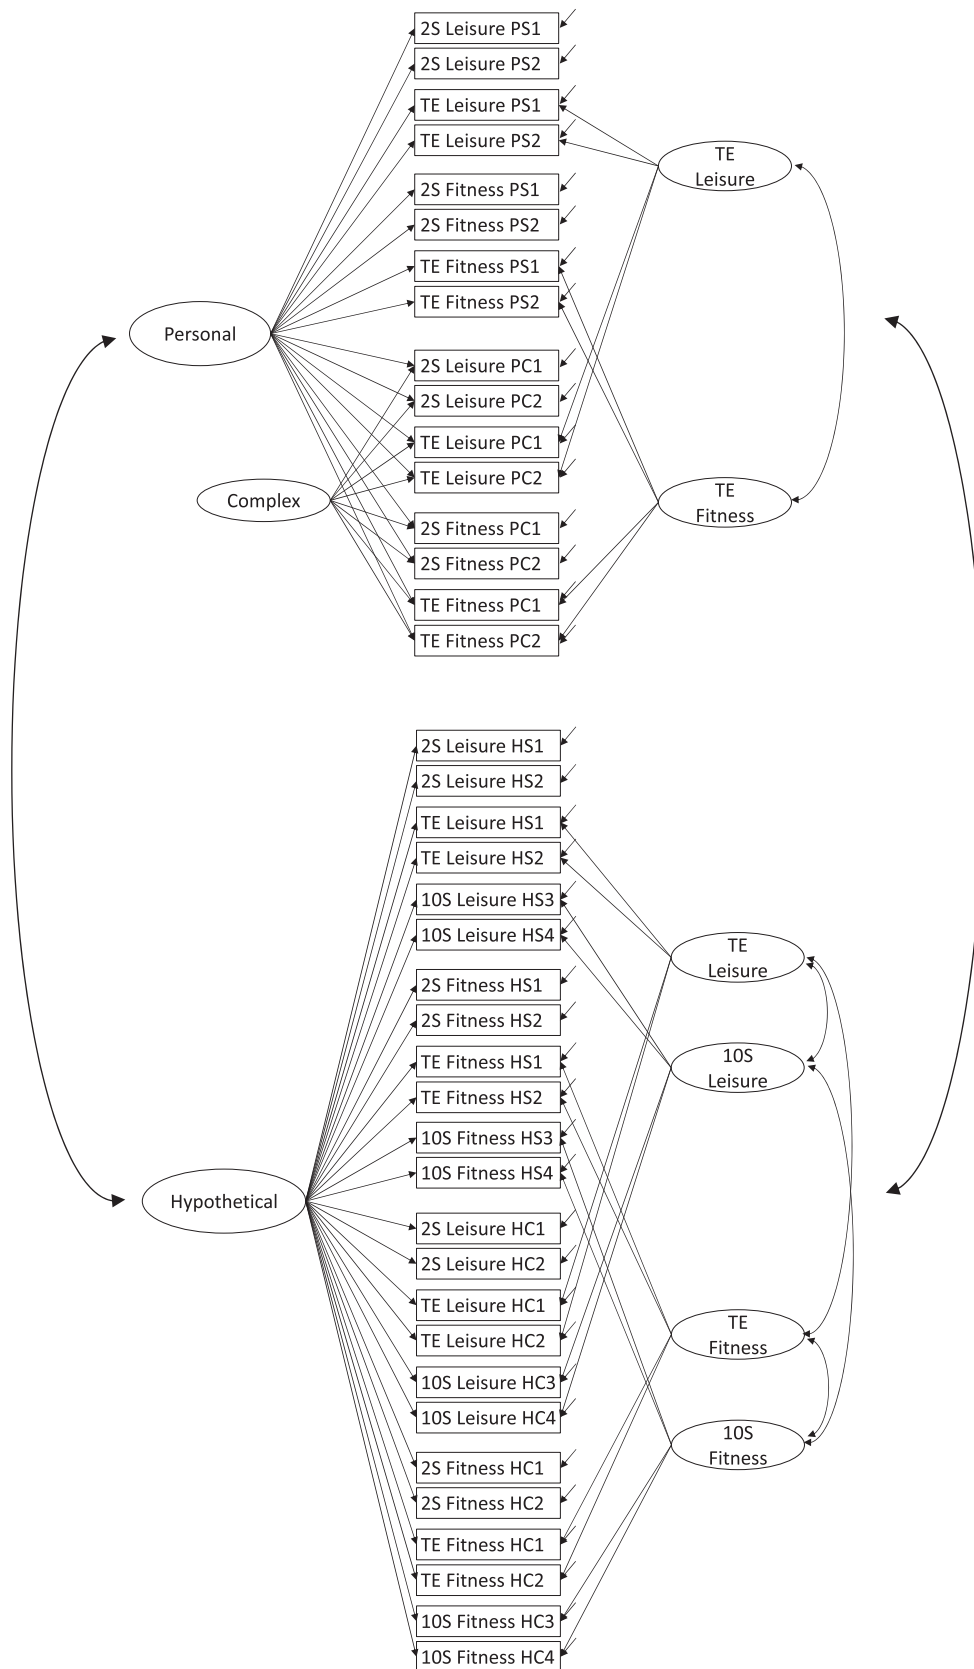 2S Leisure PS1
2S Leisure PS2
TE Leisure PS1
TE Leisure PS2
2S Fitness PS1
2S Fitness PS2
TE Fitness PS1
TE Fitness PS2
2S Leisure PC1
2S Leisure PC2
TE Leisure PC1
TE Leisure PC2
2S Fitness PC1
2S Fitness PC2
TE Fitness PC1
TE Fitness PC2
Personal
Complex
TE
Leisure
TE
Fitness
2S Leisure HS1
2S Leisure HS2
TE Leisure HS1
TE Leisure HS2
10S Leisure HS3
10S Leisure HS4
2S Fitness HS1
2S Fitness HS2
TE Fitness HS1
TE Fitness HS2
10S Fitness HS3
10S Fitness HS4
2S Leisure HC1
2S Leisure HC2
TE Leisure HC1
TE Leisure HC2
10S Leisure HC3
10S Leisure HC4
2S Fitness HC1
2S Fitness HC2
TE Fitness HC1
TE Fitness HC2
10S Fitness HC3
10S Fitness HC4
Hypothetical
TE
Leisure
10S
Leisure
TE
Fitness
10S
Fitness